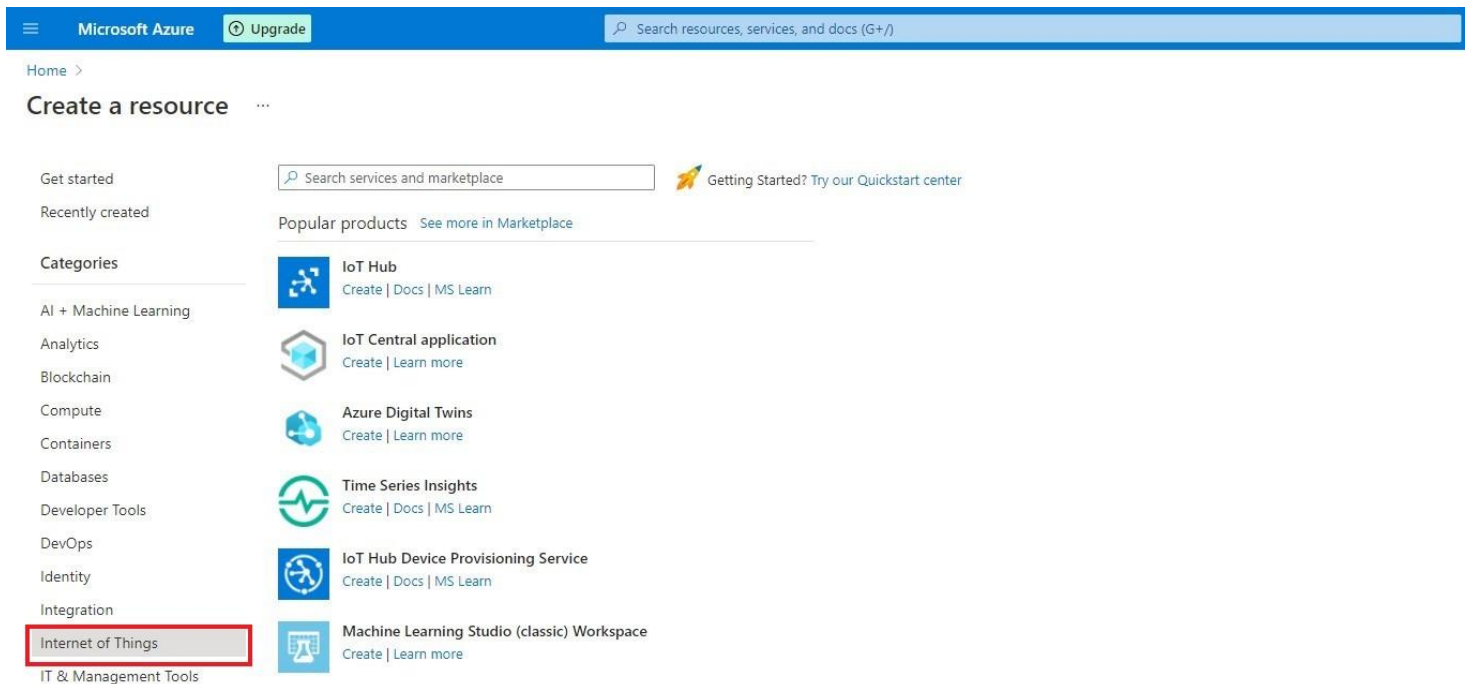 Microsoft Azure
Upgrade
Search resources, services, and docs (G+/)
Home >
Create a resource ...
Get started
Recently created
Categories
AI + Machine Learning
Analytics
Blockchain
Compute
Containers
Databases
Developer Tools
DevOps
Identity
Integration
Internet of Things
IT & Management Tools
Search services and marketplace
Getting Started? Try our Quickstart center
Popular products See more in Marketplace
IoT Hub
Create | Docs | MS Learn
IoT Central application
Create | Learn more
Azure Digital Twins
Create | Learn more
Time Series Insights
Create | Docs | MS Learn
IoT Hub Device Provisioning Service
Create | Docs | MS Learn
Machine Learning Studio (classic) Workspace
Create | Learn more